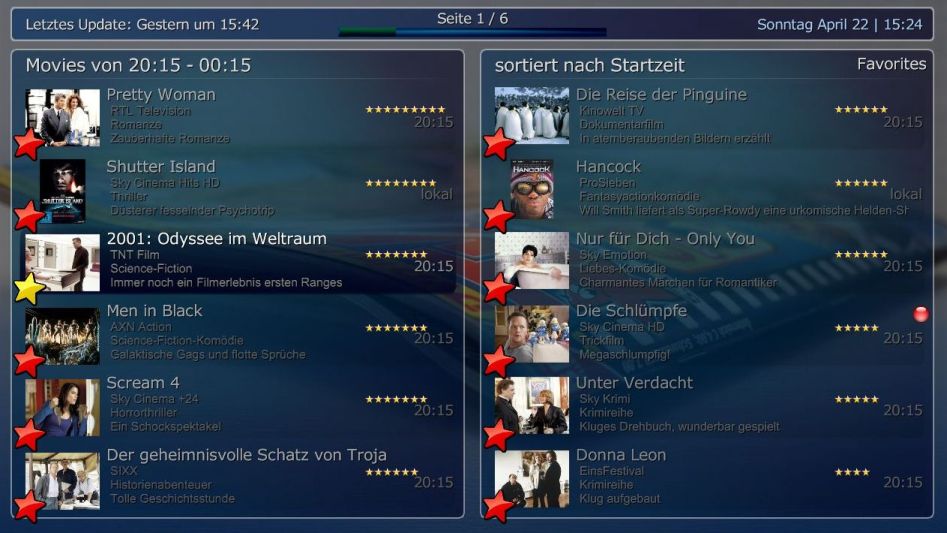 Letztes Update: Gestern um 15:42
Seite 1 / 6
Sonntag April 22 | 15:24
Movies von 20:15 - 00:15
Pretty Woman
RTL Television
Romanze
20:15
Zauberhafte Romanze
Shutter Island
Sky Cinema Hits HD
Thriller
lokal
Düsterer fesselnder Psychotrip
2001: Odyssee im Weltraum
TNT Film
Science-Fiction
20:15
Immer noch ein Filmerlebnis ersten Ranges
Men in Black
AXN Action
Science-Fiction-Komödie
20:15
Galaktische Gags und flotte Sprüche
Scream 4
Sky Cinema +24
Horrorthriller
20:15
Ein Schockspektakel
Der geheimnisvolle Schatz von Troja
SIXX
Historienabenteuer
20:15
Tolle Geschichtsstunde
sortiert nach Startzeit
Favorites
Die Reise der Pinguine
Kinowelt TV
Dokumentarfilm
20:15
In atemberaubenden Bildern erzählt
HANCOCK
Hancock
ProSieben
Fantasyactionkomödie
lokal
Will Smith liefert als Super-Rowdy eine urkomische Helden-Sh
Nur für Dich - Only You
Sky Emotion
Liebes-Komödie
20:15
Charmantes Märchen für Romantiker
Die Schlümpfe
Sky Cinema HD
Trickfilm
20:15
Megaschlumpfig!
Unter Verdacht
Sky Krimi
Krimireihe
20:15
Kluges Drehbuch, wunderbar gespielt
Donna Leon
EinsFestival
Krimireihe
20:15
Klug aufgebaut